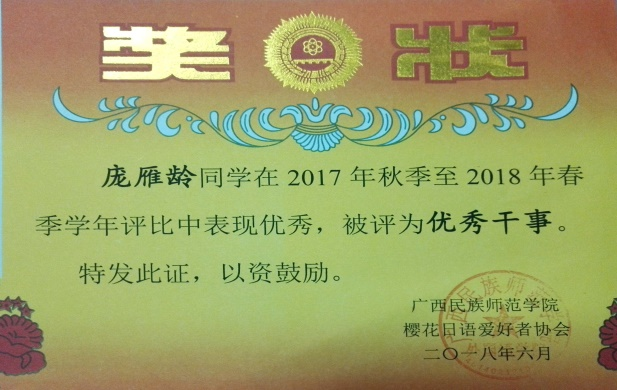 奖状
庞雁龄同学在2017年秋季至2018年春
季学年评比中表现优秀，被评为优秀干事。
特发此证，以资鼓励。
广西民族师范学院
樱花日语爱好者协会
二〇一八年六月